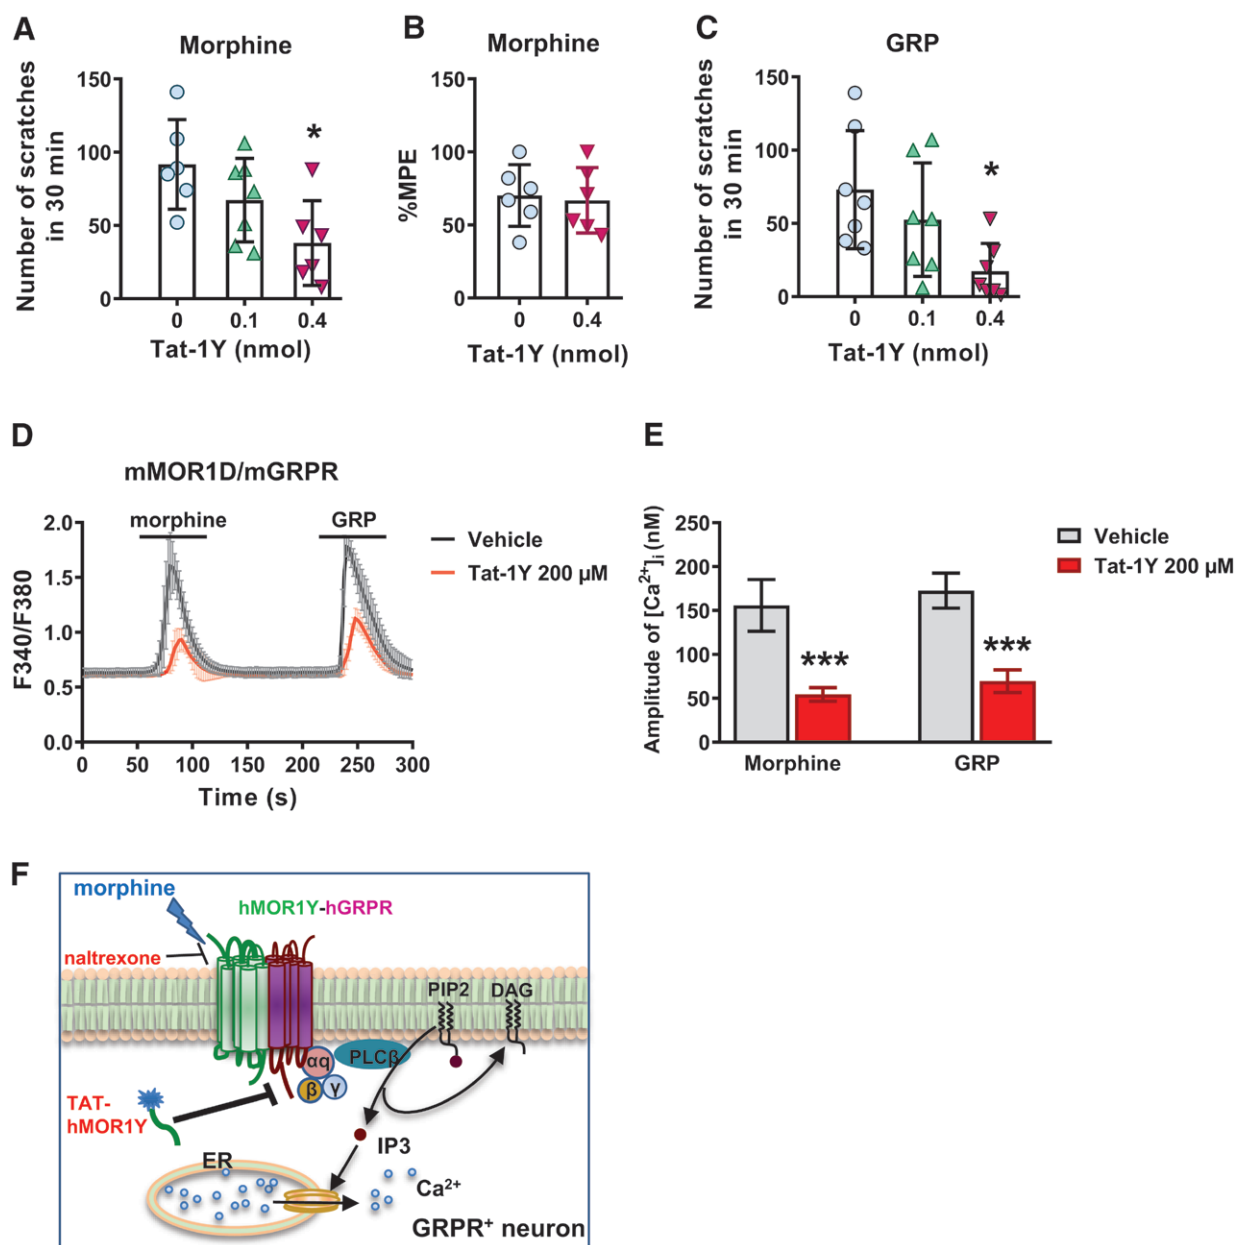 A
Morphine
Number of scratches
in 30 min
150
100
50
0
*
0 0.1 0.4
Tat-1Y (nmol)
B
Morphine
%MPE
150
100
50
0
0 0.4
Tat-1Y (nmol)
C
GRP
Number of scratches
in 30 min
150
100
50
0
*
0 0.1 0.4
Tat-1Y (nmol)
D
mMOR1D/mGRPR
F340/F380
2.0
1.5
1.0
0.5
0.0
morphine GRP
Vehicle
Tat-1Y 200 µM
0 50 100 150 200 250 300
Time (s)
E
Amplitude of [Ca²⁺]ᵢ (nM)
250
200
150
100
50
0
*** ***
Morphine GRP
Vehicle
Tat-1Y 200 µM
F
morphine
hMOR1Y-hGRPR
naltrexone
PIP2 DAG
αq PLCβ
β γ
TAT-
hMOR1Y
IP3
ER
Ca²⁺
GRPR⁺ neuron